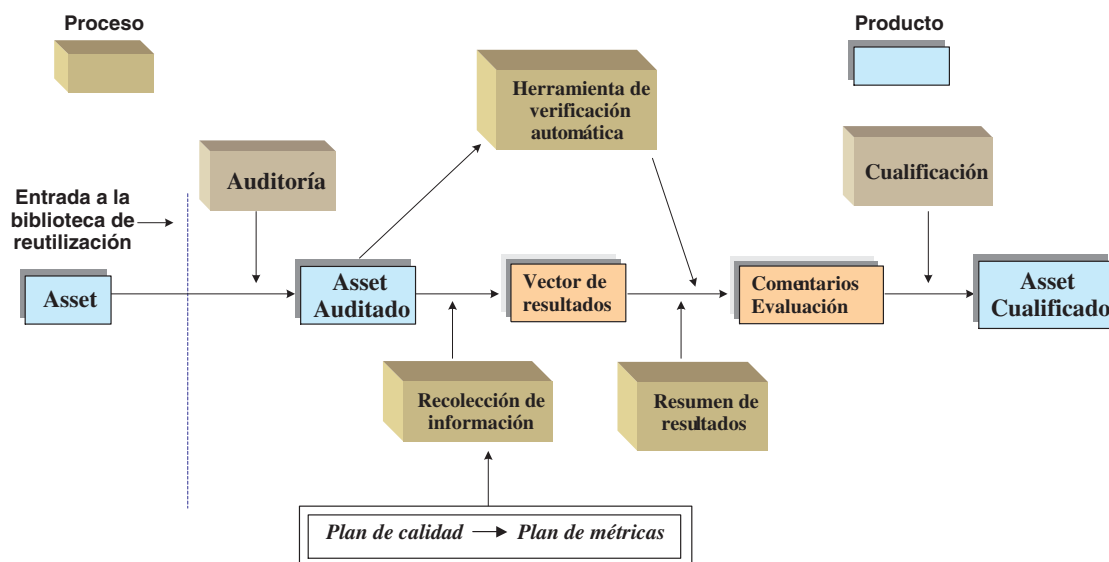 Proceso
Producto
Herramienta de
verificación
automática
Auditoría
Cualificación
Entrada a la
biblioteca de
reutilización
Asset
Asset
Auditado
Vector de
resultados
Comentarios
Evaluación
Asset
Cualificado
Recolección de
información
Resumen de
resultados
Plan de calidad
Plan de métricas